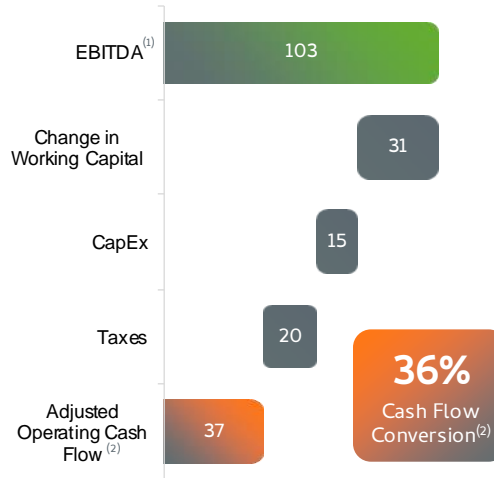 EBITDA(1)
103
Change in
Working Capital
31
CapEx
15
Taxes
20
36%
Cash Flow
Conversion(2)
Adjusted
Operating Cash
Flow (2)
37